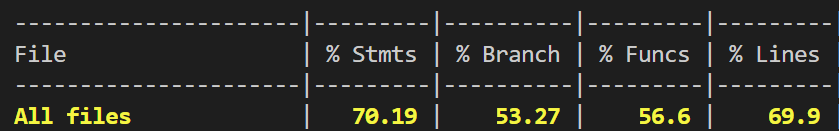 ----------------------|---------|----------|---------|---------|
File                  | % Stmts | % Branch | % Funcs | % Lines |
----------------------|---------|----------|---------|---------|
All files             |   70.19 |    53.27 |    56.6 |    69.9 |